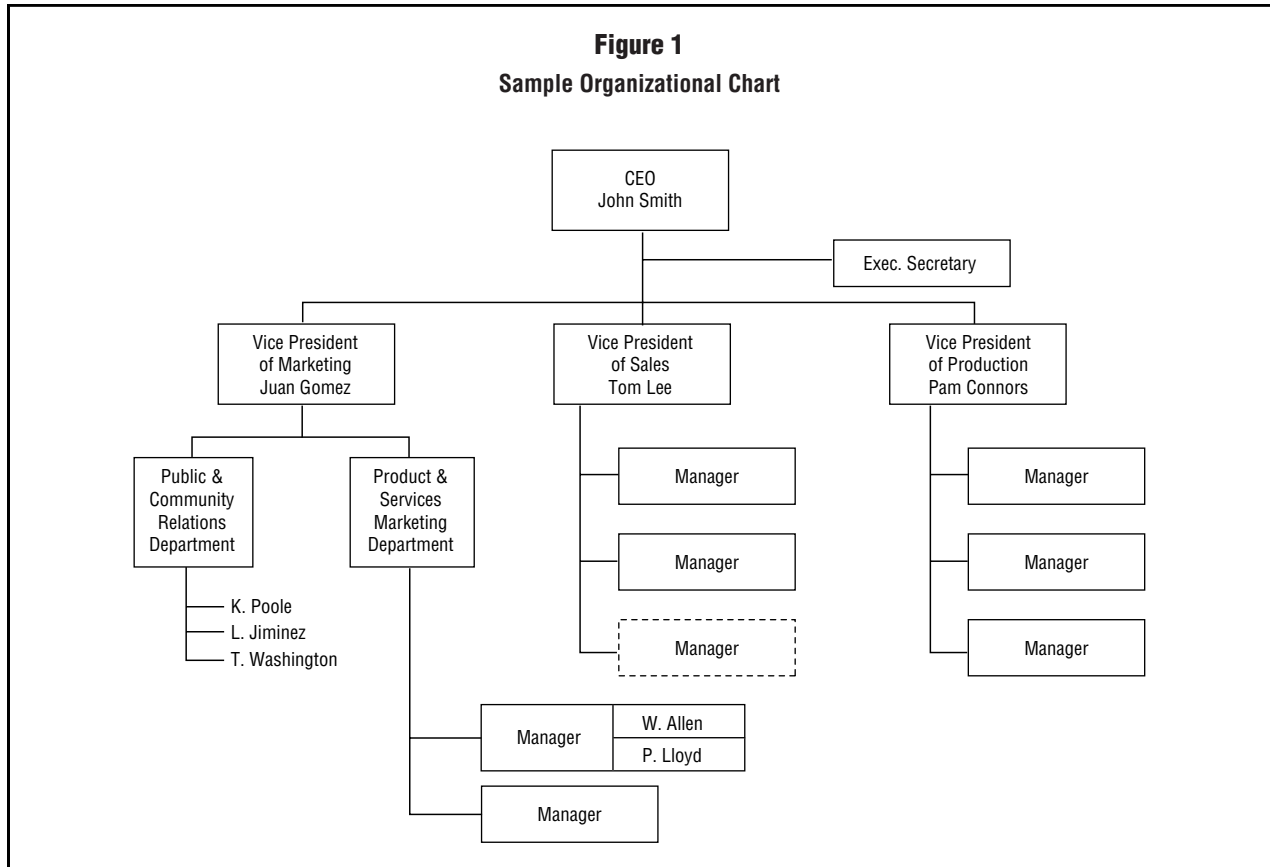 Figure 1
Sample Organizational Chart
CEO
John Smith
Exec. Secretary
Vice President
of Marketing
Juan Gomez
Vice President
of Sales
Tom Lee
Vice President
of Production
Pam Connors
Public &
Community
Relations
Department
K. Poole
L. Jiminez
T. Washington
Product &
Services
Marketing
Department
Manager
W. Allen
P. Lloyd
Manager
Manager
Manager
Manager
Manager
Manager
Manager